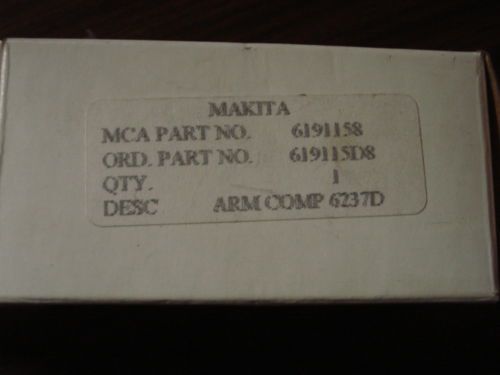 MAKITA
MCA PART NO. 6191158
ORD. PART NO. 619115D8
QTY. 1
DESC ARM COMP 6237D